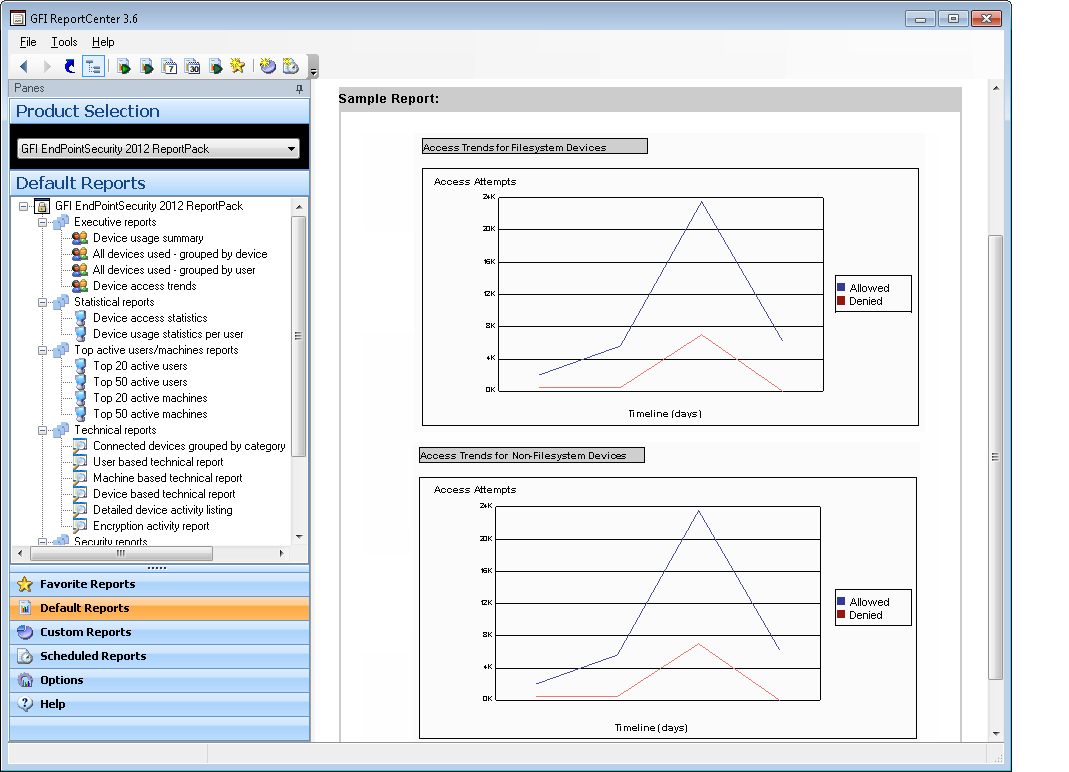 GFI ReportCenter 3.6
File Tools Help
7 30
Panes
Product Selection
GFI EndPointSecurity 2012 ReportPack
Default Reports
GFI EndPointSecurity 2012 ReportPack
Executive reports
Device usage summary
All devices used - grouped by device
All devices used - grouped by user
Device access trends
Statistical reports
Device access statistics
Device usage statistics per user
Top active users/machines reports
Top 20 active users
Top 50 active users
Top 20 active machines
Top 50 active machines
Technical reports
Connected devices grouped by category
User based technical report
Machine based technical report
Device based technical report
Detailed device activity listing
Encryption activity report
Security reports
Favorite Reports
Default Reports
Custom Reports
Scheduled Reports
Options
Help
Sample Report:
Access Trends for Filesystem Devices
Access Attempts
24K
20K
16K
12K
8K
4K
0K
Timeline (days)
Allowed
Denied
Access Trends for Non-Filesystem Devices
Access Attempts
24K
20K
16K
12K
8K
4K
0K
Timeline (days)
Allowed
Denied